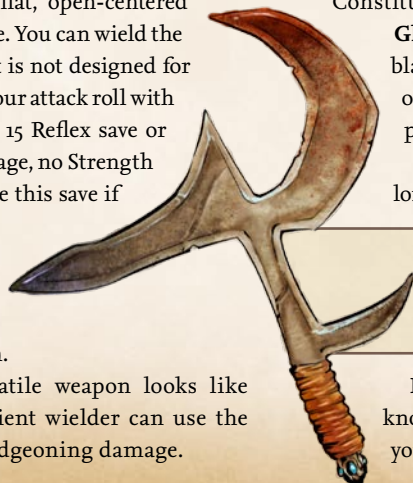 flat, open-centered
e. You can wield the
t is not designed for
our attack roll with
15 Reflex save or
age, no Strength
e this save if
n.
atile weapon looks like
ient wielder can use the
dgeoning damage.
Constitu
Gl
bla
o
p
lo
kno
yo